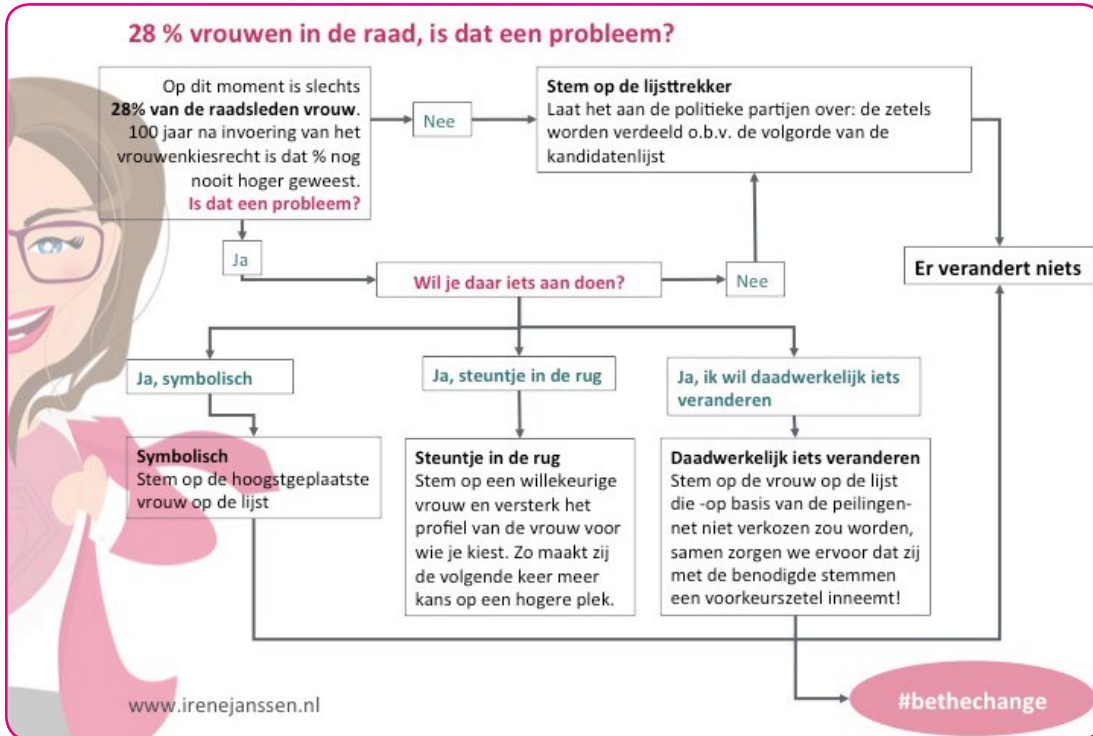 28 % vrouwen in de raad, is dat een probleem?
Op dit moment is slechts
28% van de raadsleden vrouw.
100 jaar na invoering van het
vrouwenkiesrecht is dat % nog
nooit hoger geweest.
Is dat een probleem?
Nee
Stem op de lijsttrekker
Laat het aan de politieke partijen over: de zetels
worden verdeeld o.b.v. de volgorde van de
kandidatenlijst
Ja
Wil je daar iets aan doen?
Nee
Er verandert niets
Ja, symbolisch
Ja, steuntje in de rug
Ja, ik wil daadwerkelijk iets
veranderen
Symbolisch
Stem op de hoogstgeplaatste
vrouw op de lijst
Steuntje in de rug
Stem op een willekeurige
vrouw en versterk het
profiel van de vrouw voor
wie je kiest. Zo maakt zij
de volgende keer meer
kans op een hogere plek.
Daadwerkelijk iets veranderen
Stem op de vrouw op de lijst
die -op basis van de peilingen-
net niet verkozen zou worden,
samen zorgen we ervoor dat zij
met de benodigde stemmen
een voorkeurszetel inneemt!
www.irenejanssen.nl
#bethechange